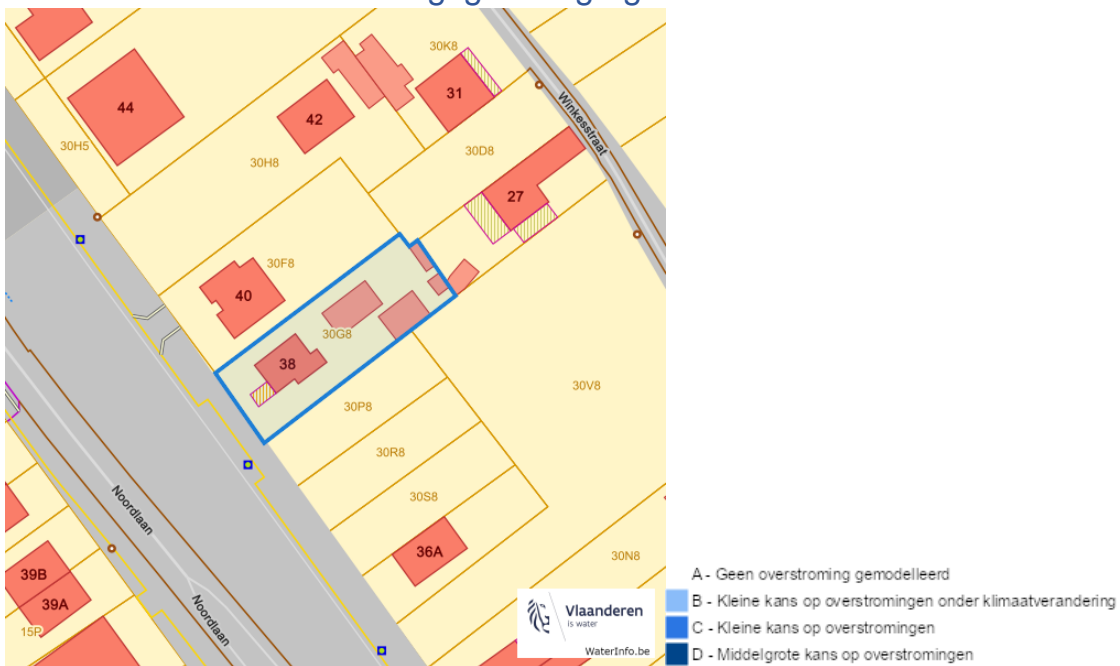 30K8
44
42
31
Winkesstraat
30H5
30H8
30D8
27
30F8
40
30G8
38
30V8
30P8
30R8
30S8
Noordlaan
36A
30N8
39B
39A
Noordlaan
15P
Vlaanderen
is water
WaterInfo.be
A - Geen overstroming gemodelleerd
B - Kleine kans op overstromingen onder klimaatverandering
C - Kleine kans op overstromingen
D - Middelgrote kans op overstromingen